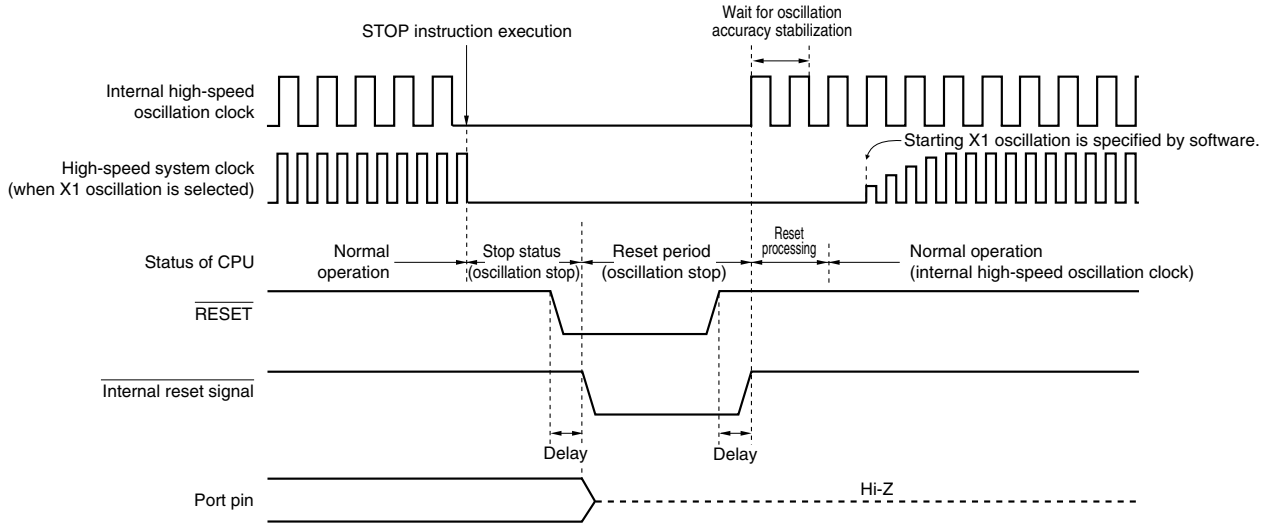 Wait for oscillation
accuracy stabilization
STOP instruction execution
Internal high-speed
oscillation clock
Starting X1 oscillation is specified by software.
High-speed system clock
(when X1 oscillation is selected)
Status of CPU
Normal
operation
Stop status
(oscillation stop)
Reset period
(oscillation stop)
Reset
processing
Normal operation
(internal high-speed oscillation clock)
RESET
Internal reset signal
Delay
Delay
Port pin
Hi-Z